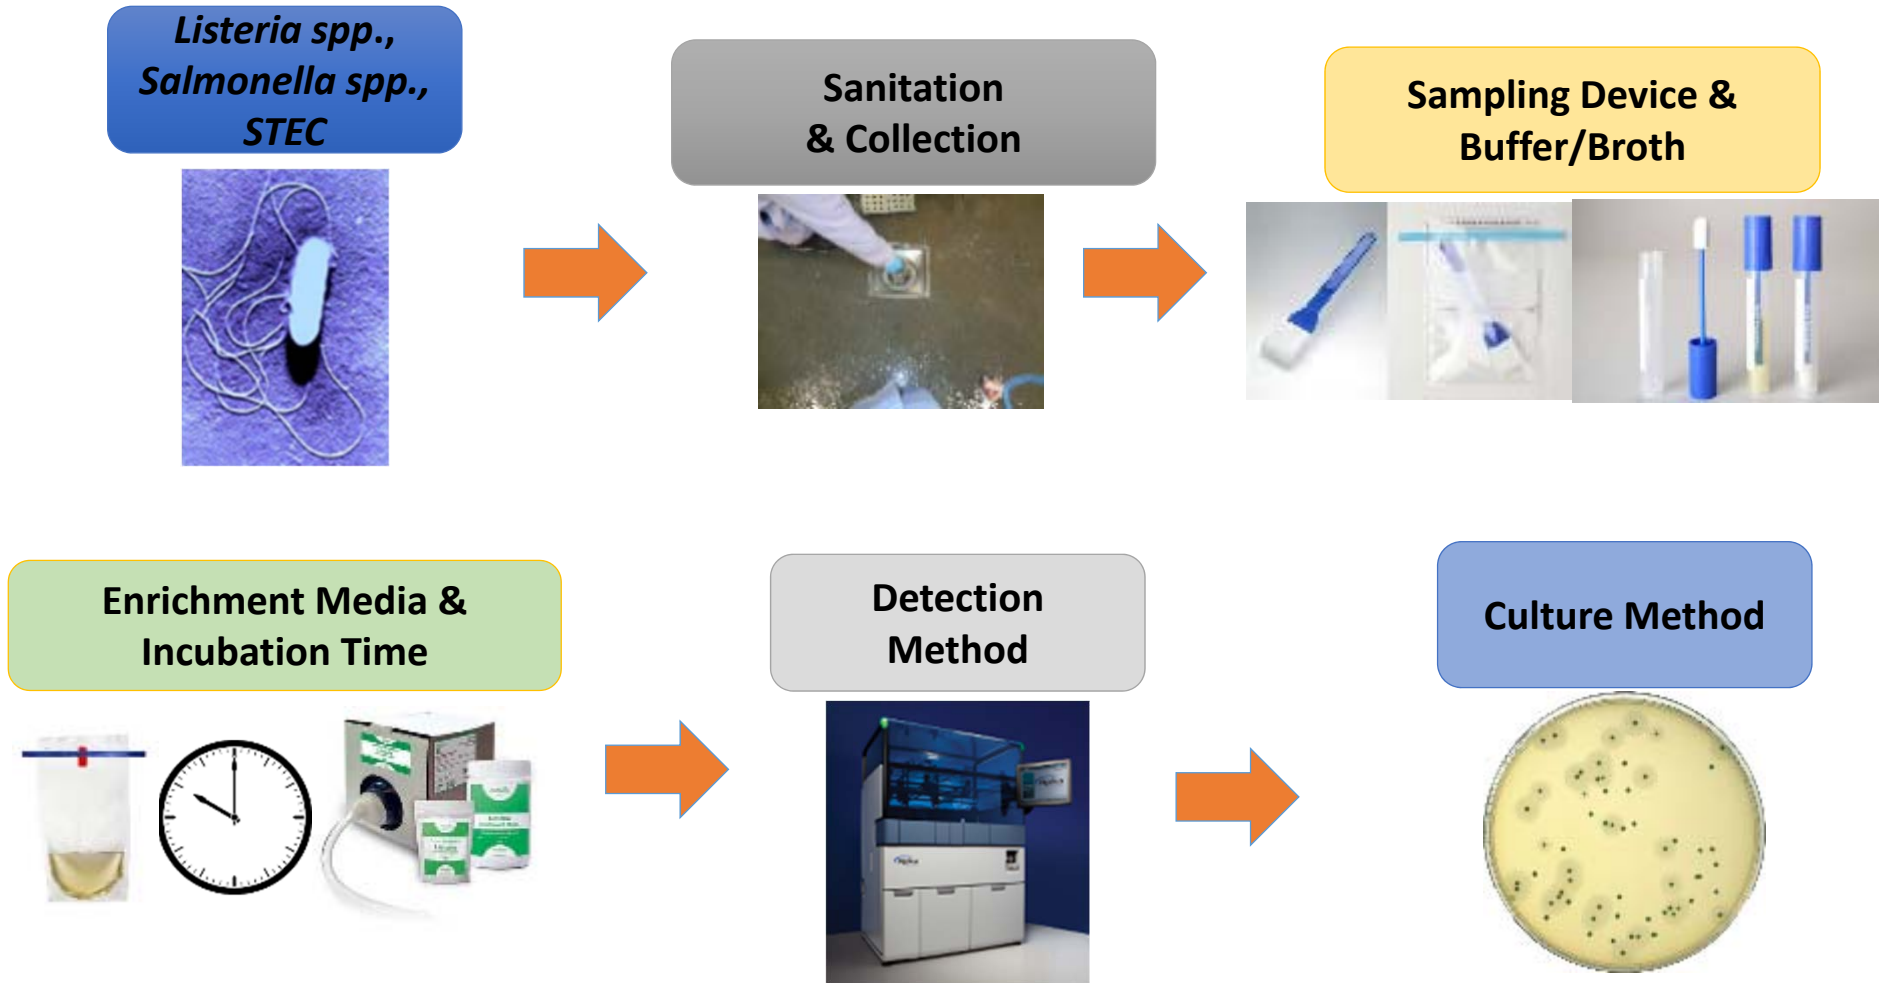 Listeria spp.,
Salmonella spp.,
STEC
Sanitation
& Collection
Sampling Device &
Buffer/Broth
Enrichment Media &
Incubation Time
Detection
Method
Culture Method